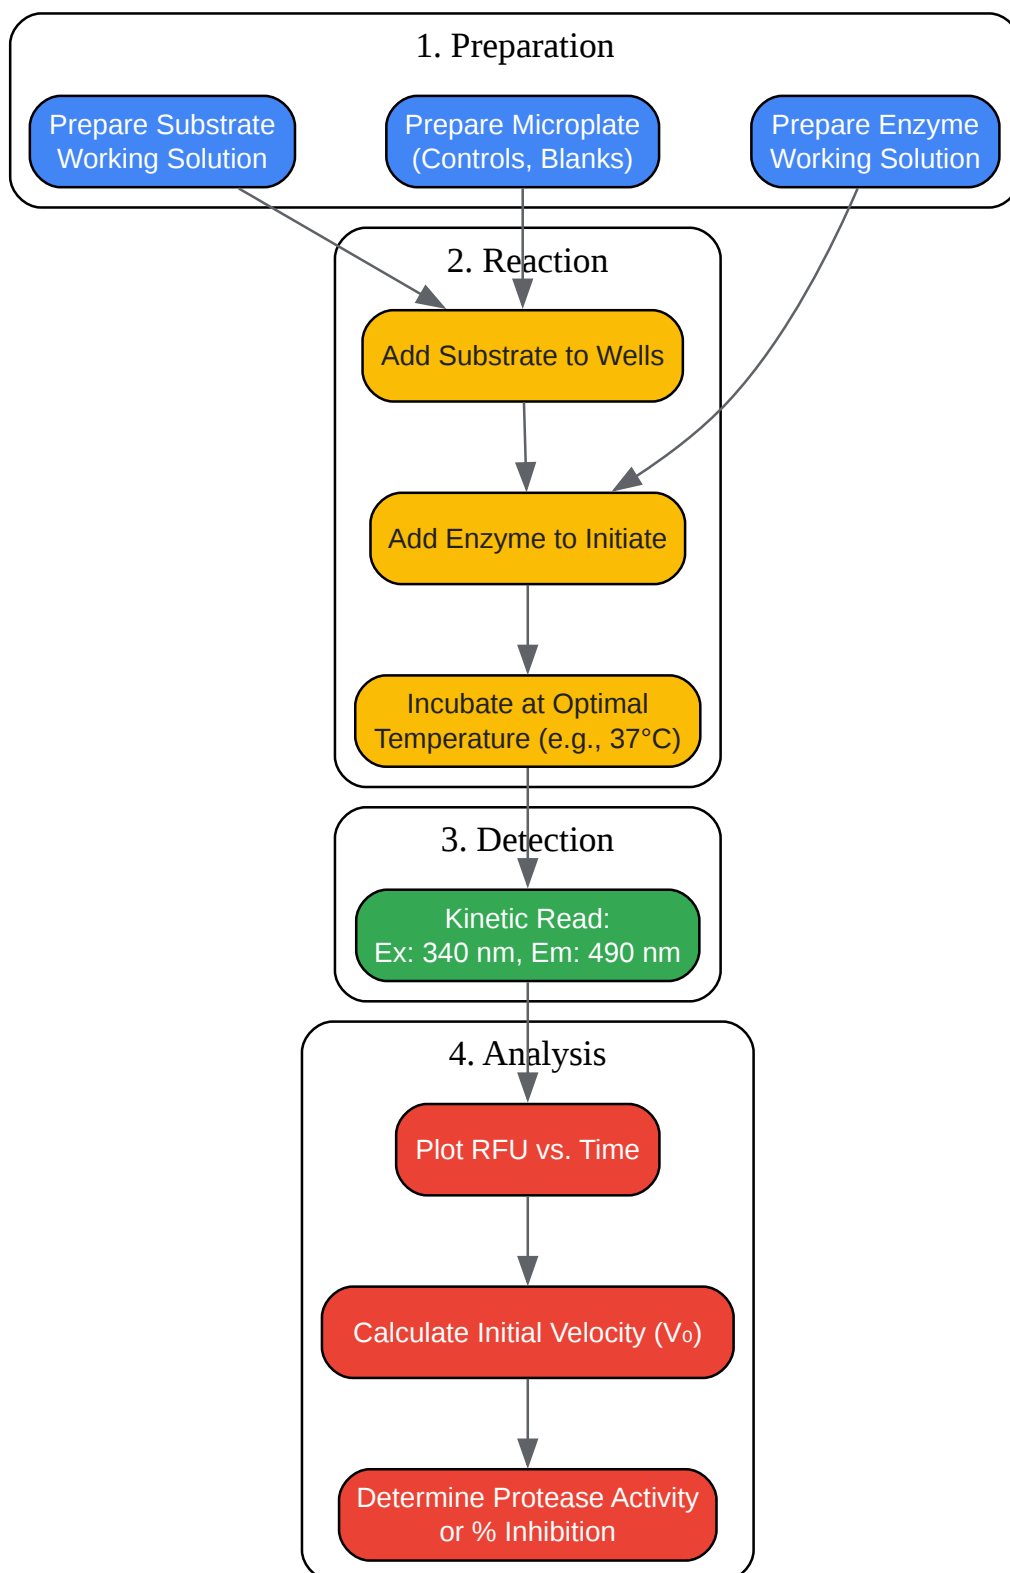 1. Preparation
Prepare Substrate
Working Solution
Prepare Microplate
(Controls, Blanks)
Prepare Enzyme
Working Solution
2. Reaction
Add Substrate to Wells
Add Enzyme to Initiate
Incubate at Optimal
Temperature (e.g., 37°C)
3. Detection
Kinetic Read:
Ex: 340 nm, Em: 490 nm
4. Analysis
Plot RFU vs. Time
Calculate Initial Velocity (V₀)
Determine Protease Activity
or % Inhibition